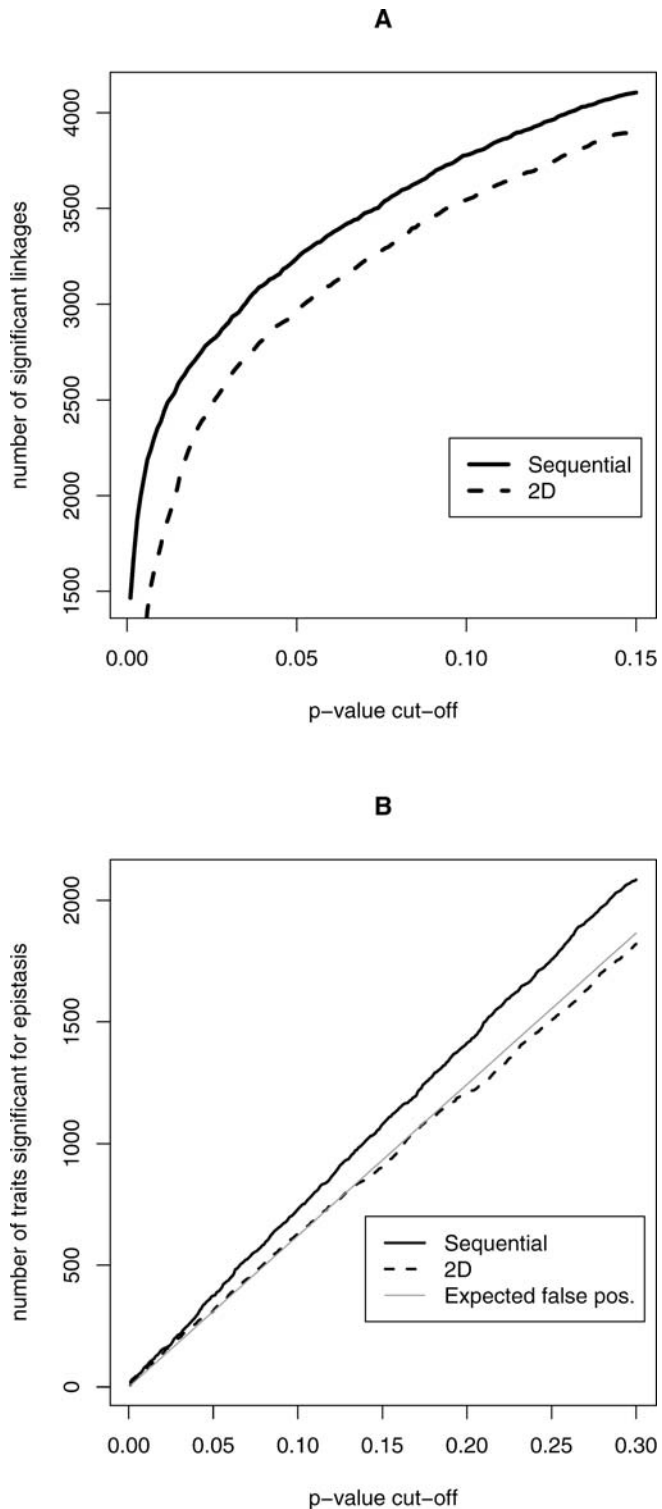 A
number of significant linkages
4000
3500
3000
2500
2000
1500
Sequential
2D
0.00 0.05 0.10 0.15
p−value cut−off
B
number of traits significant for epistasis
2000
1500
1000
500
0
Sequential
2D
Expected false pos.
0.00 0.05 0.10 0.15 0.20 0.25 0.30
p−value cut−off